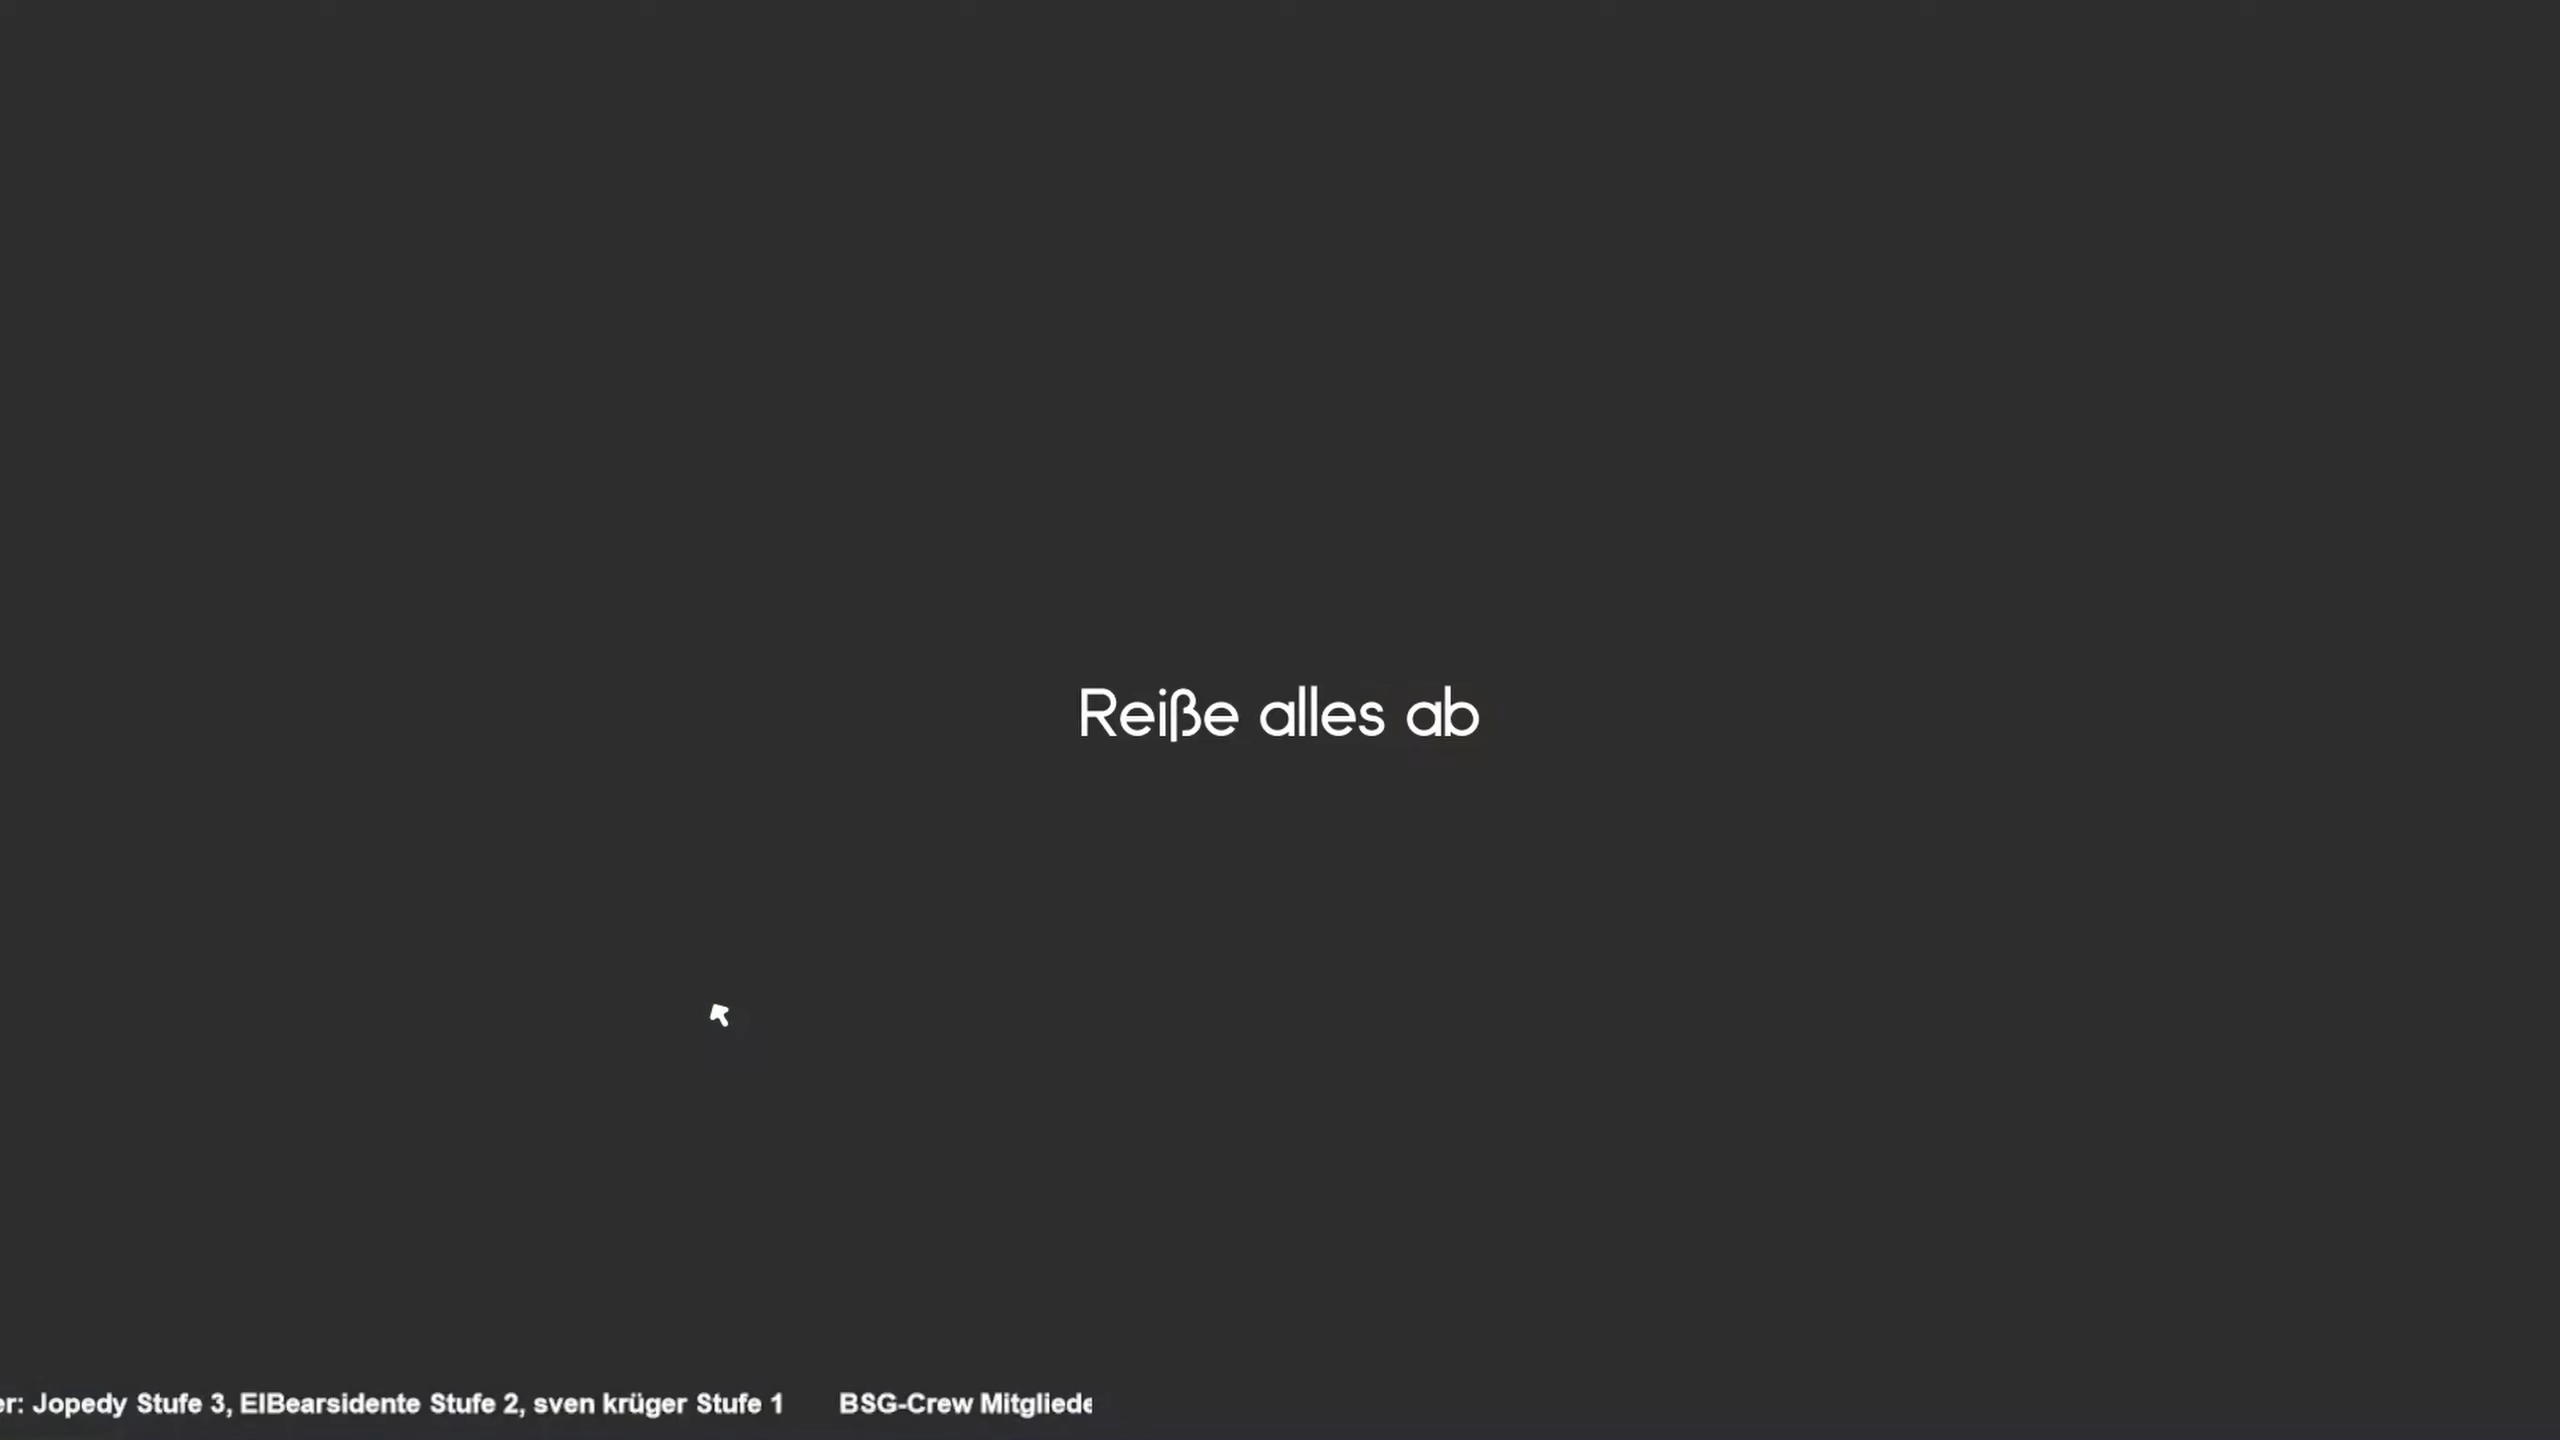 Reiße alles ab
er: Jopedy Stufe 3, ElBearsidente Stufe 2, sven krüger Stufe 1 BSG-Crew Mitgliede